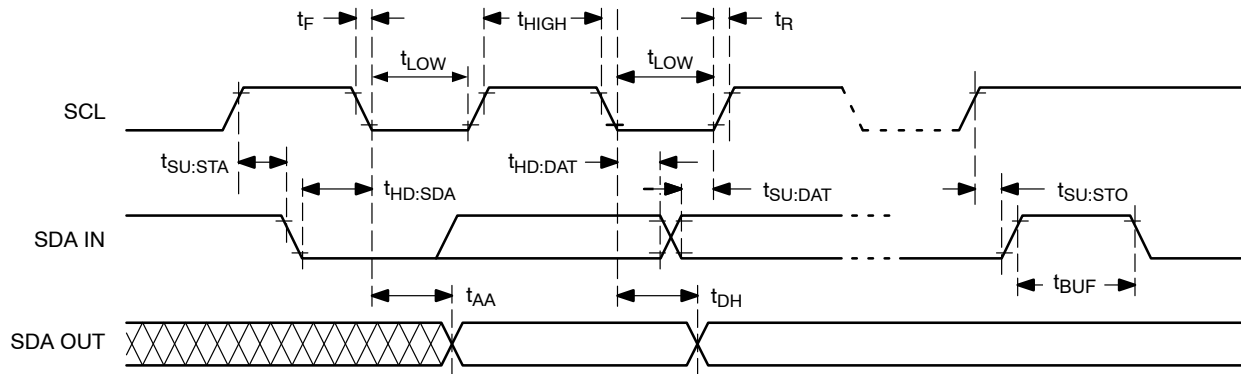 tF
tHIGH
tR
tLOW
tLOW
SCL
tSU:STA
tHD:DAT
tHD:SDA
tSU:DAT
tSU:STO
SDA IN
tBUF
tAA
tDH
SDA OUT